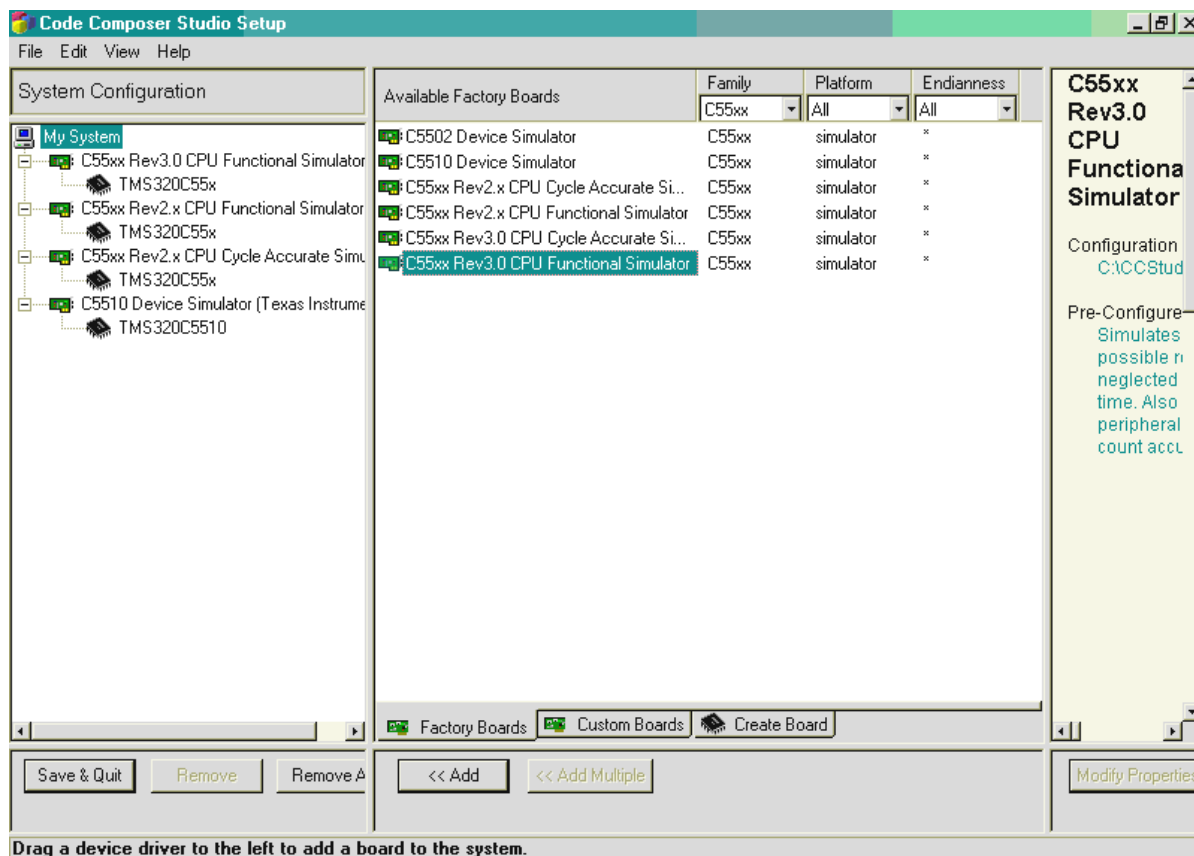 Code Composer Studio Setup
File Edit View Help
System Configuration
My System
C55xx Rev3.0 CPU Functional Simulator
TMS320C55x
C55xx Rev2.x CPU Functional Simulator
TMS320C55x
C55xx Rev2.x CPU Cycle Accurate Simu
TMS320C55x
C5510 Device Simulator (Texas Instrume
TMS320C5510
Save & Quit Remove Remove A
Available Factory Boards Family Platform Endianness
C55xx All All
C5502 Device Simulator C55xx simulator *
C5510 Device Simulator C55xx simulator *
C55xx Rev2.x CPU Cycle Accurate Si... C55xx simulator *
C55xx Rev2.x CPU Functional Simulator C55xx simulator *
C55xx Rev3.0 CPU Cycle Accurate Si... C55xx simulator *
C55xx Rev3.0 CPU Functional Simulator C55xx simulator *
Factory Boards Custom Boards Create Board
<< Add << Add Multiple
C55xx
Rev3.0
CPU
Functiona
Simulator
Configuration
C:\CCStud
Pre-Configure
Simulates
possible
neglected
time. Also
peripheral
count accu
Modify Propertie
Drag a device driver to the left to add a board to the system.